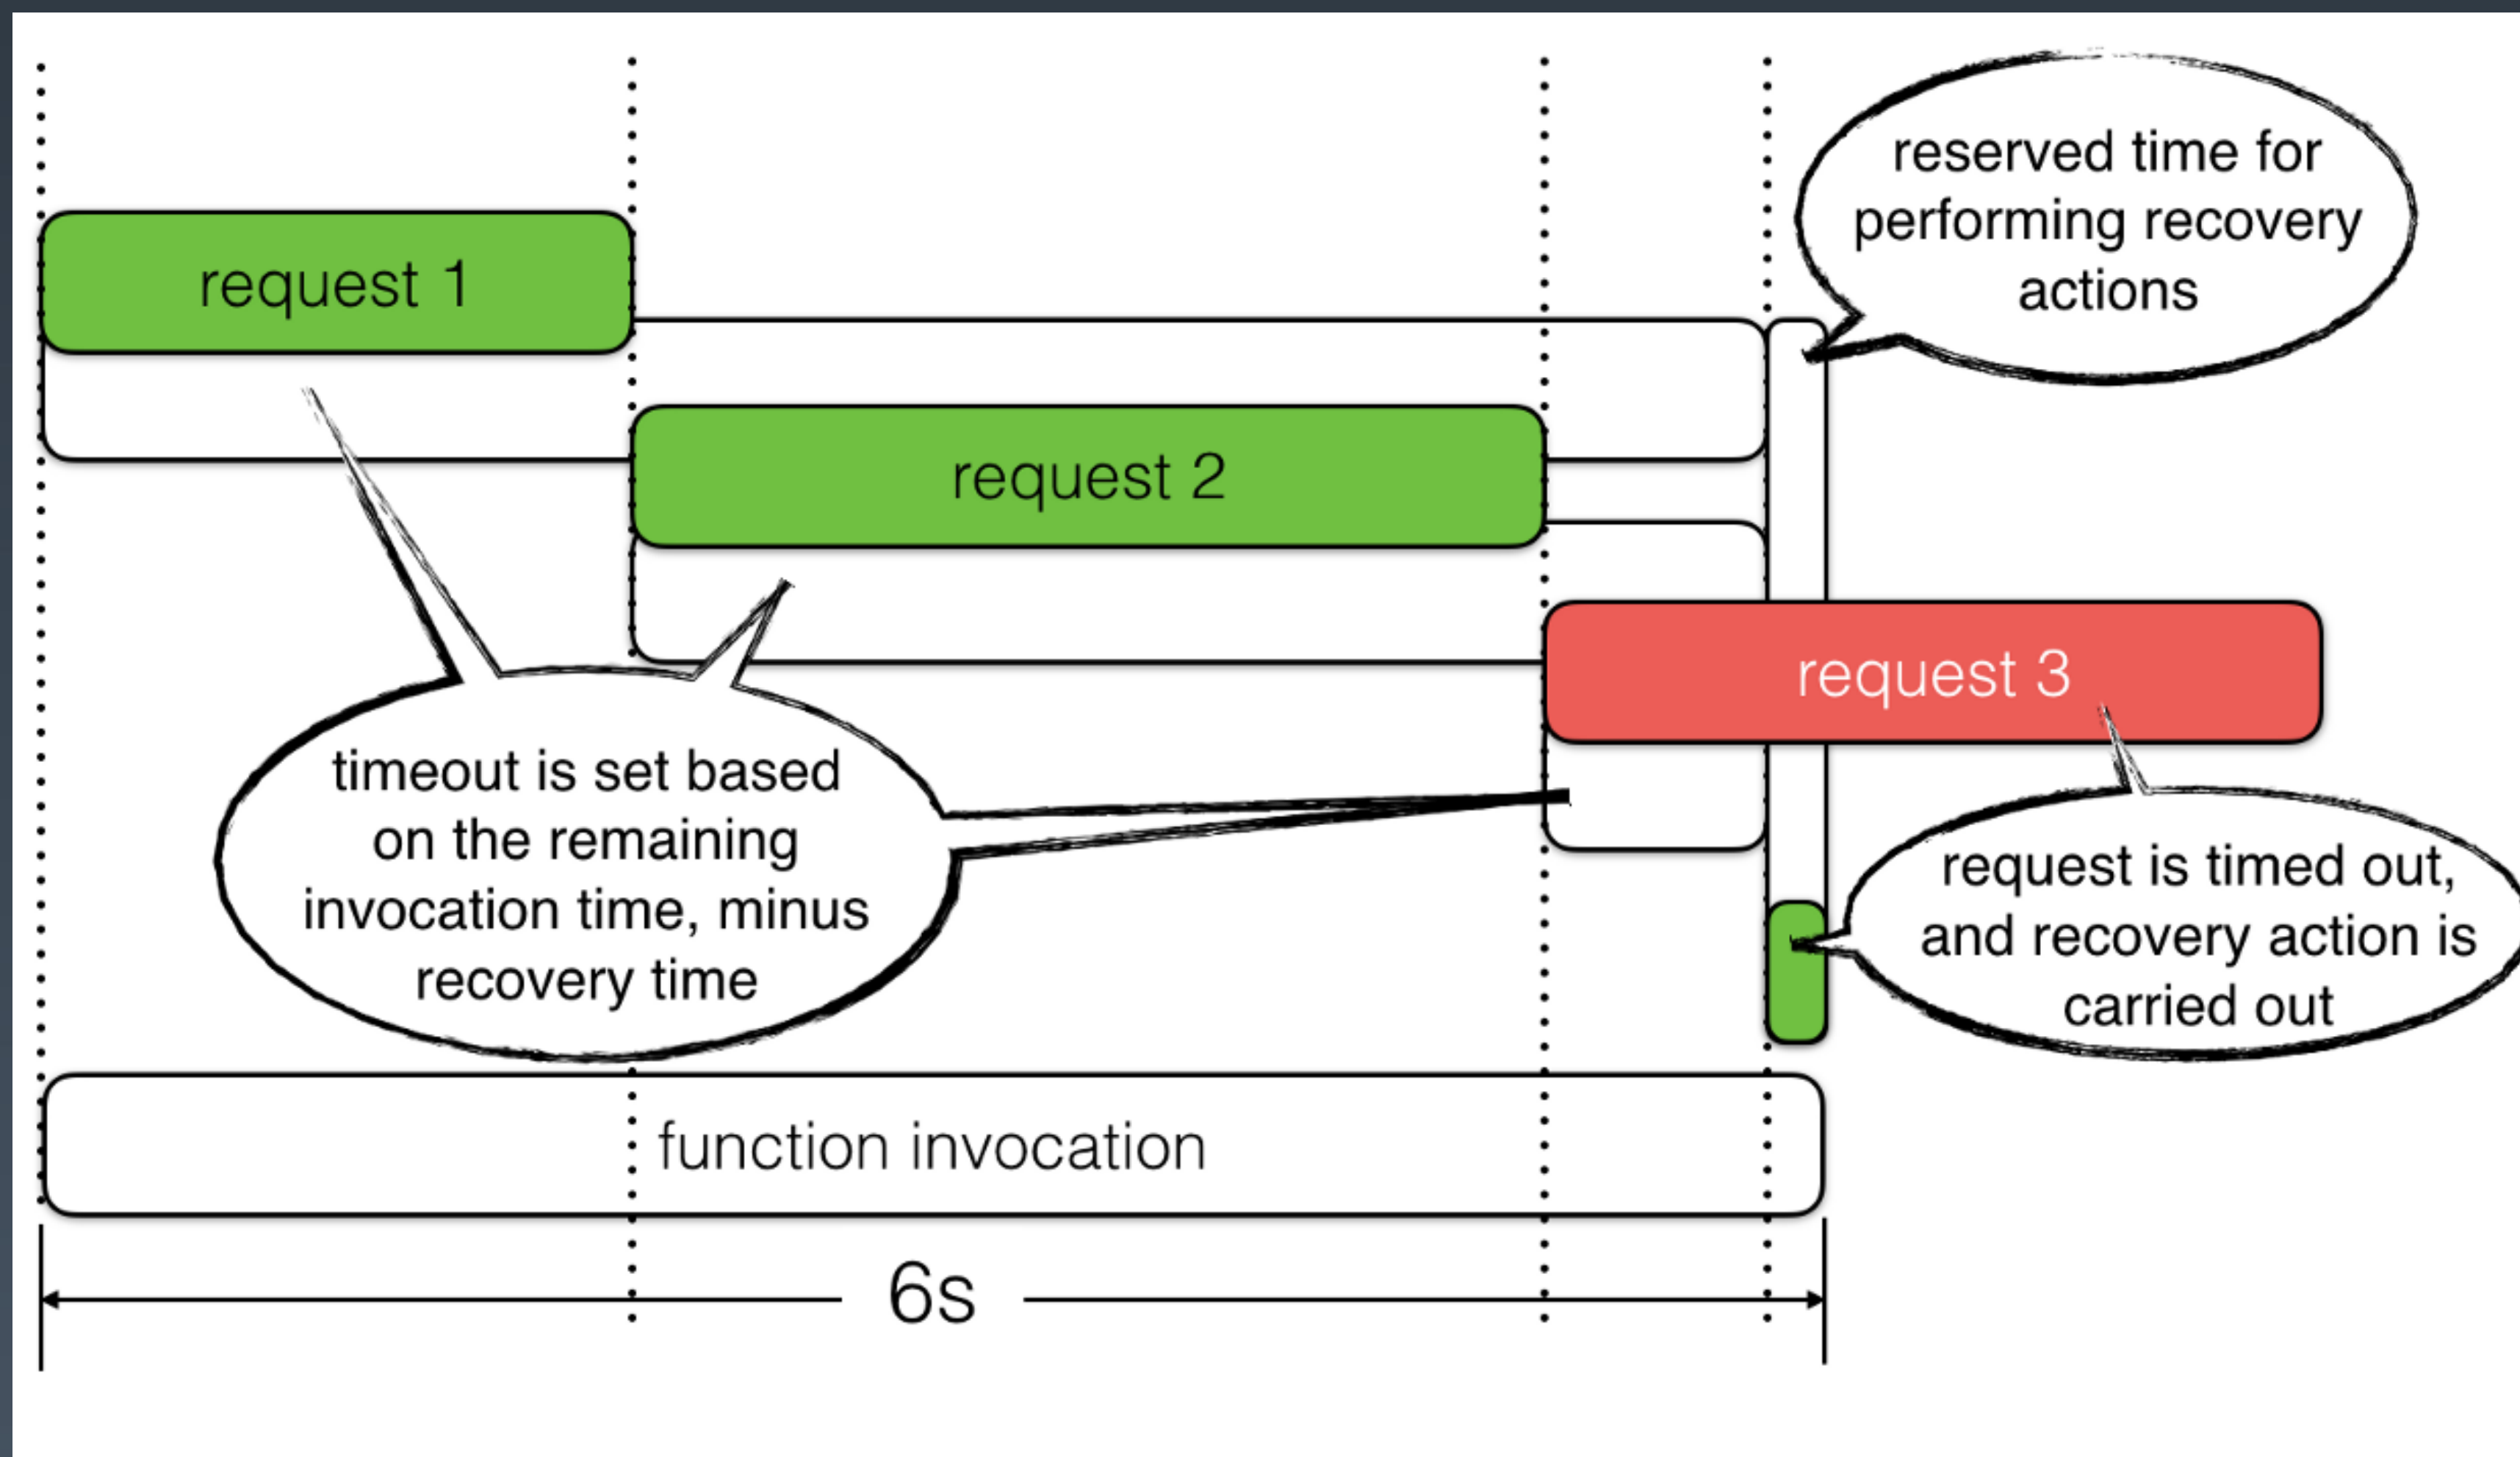 reserved time for
performing recovery
actions
request 1
request 2
request 3
timeout is set based
on the remaining
invocation time, minus
recovery time
request is timed out,
and recovery action is
carried out
function invocation
6s